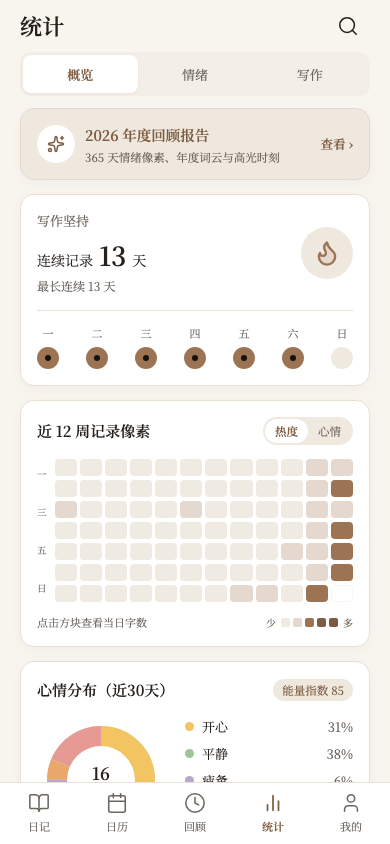 统计
概览 情绪 写作
2026 年度回顾报告
365 天情绪像素、年度词云与高光时刻
查看 ›
写作坚持
连续记录 13 天
最长连续 13 天
一 二 三 四 五 六 日
近 12 周记录像素
热度 心情
一
三
五
日
点击方块查看当日字数
少 多
心情分布（近30天）
能量指数 85
16
开心 31%
平静 38%
疲惫 6%
日记 日历 回顾 统计 我的